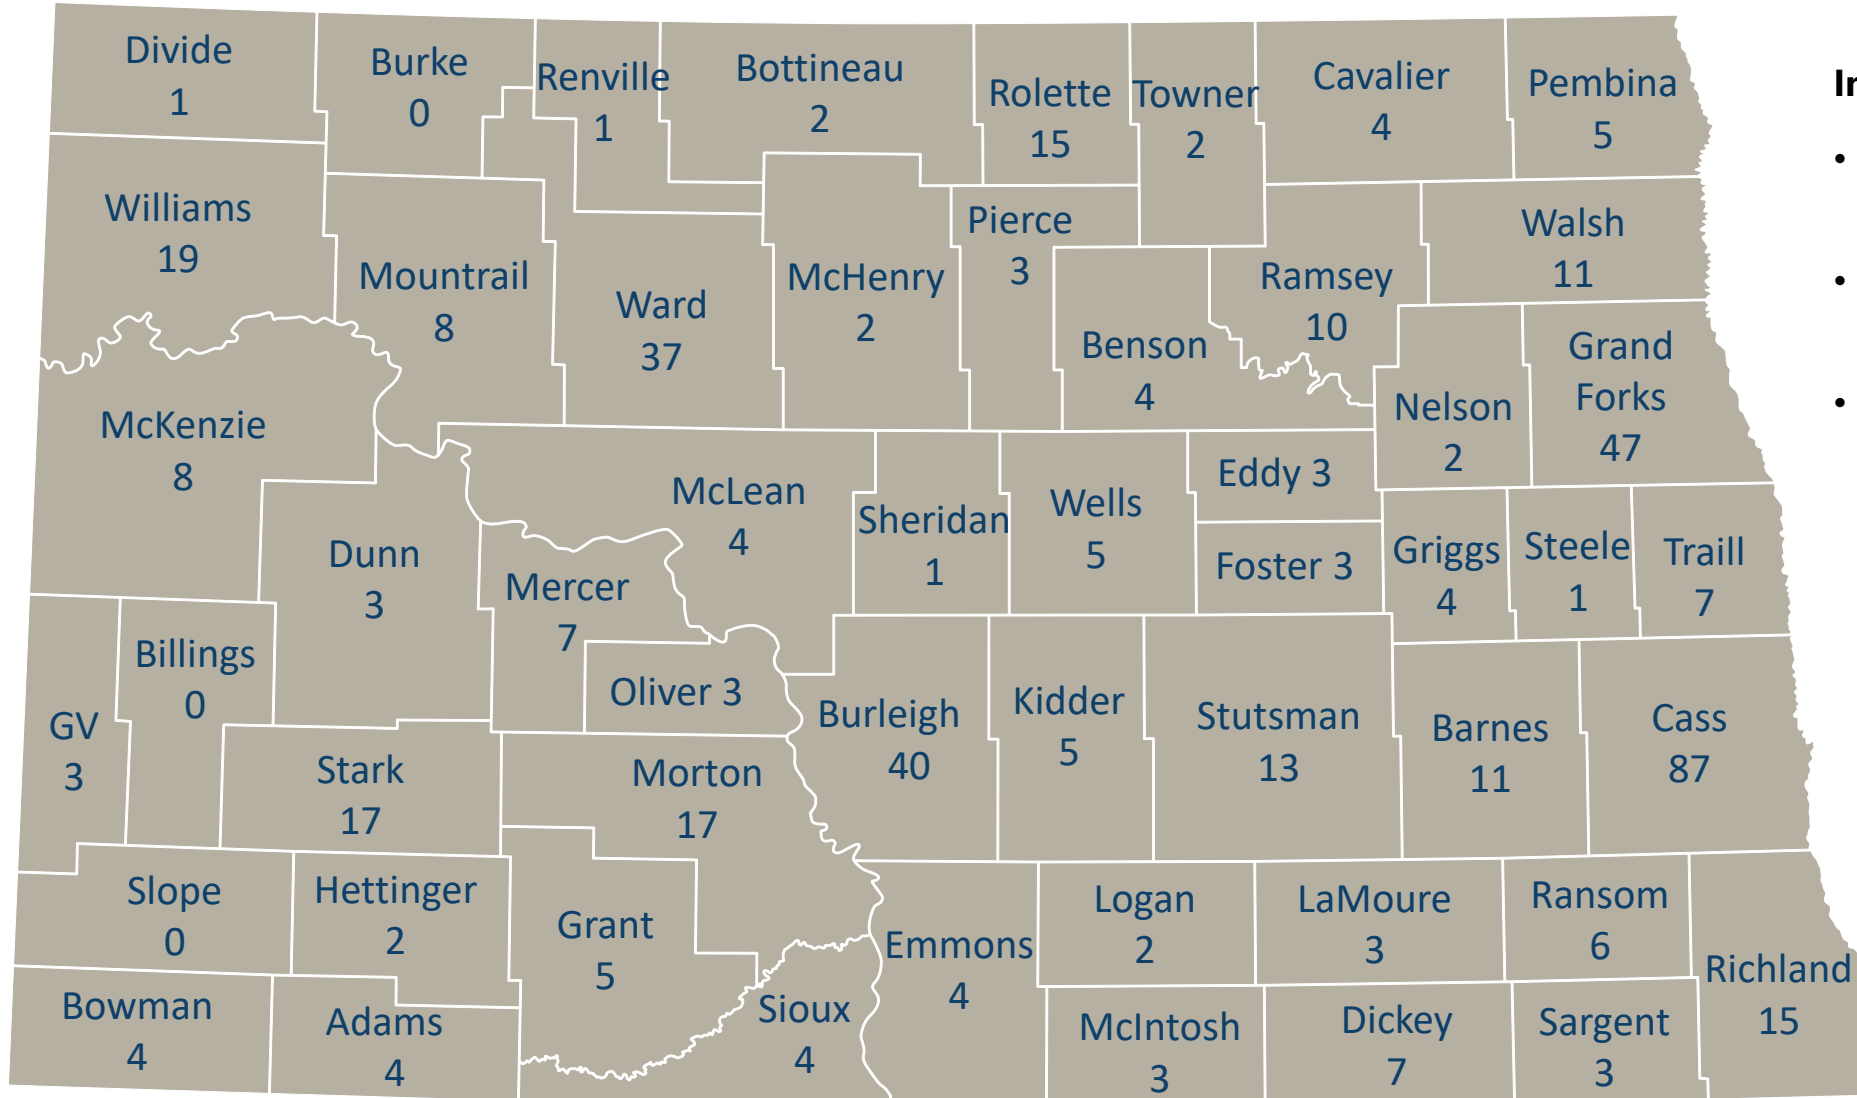 Divide
1
Burke
0
Renville
1
Bottineau
2
Rolette
15
Towner
2
Cavalier
4
Pembina
5
Williams
19
Mountrail
8
Ward
37
McHenry
2
Pierce
3
Benson
4
Ramsey
10
Walsh
11
Nelson
2
Grand
Forks
47
McKenzie
8
Dunn
3
Mercer
7
Oliver 3
McLean
4
Sheridan
1
Wells
5
Eddy 3
Foster 3
Griggs
4
Steele
1
Traill
7
GV
3
Billings
0
Stark
17
Morton
17
Burleigh
40
Kidder
5
Stutsman
13
Barnes
11
Cass
87
Slope
0
Hettinger
2
Grant
5
Bowman
4
Adams
4
Sioux
4
Emmons
4
Logan
2
LaMoure
3
Ransom
6
Richland
15
McIntosh
3
Dickey
7
Sargent
3